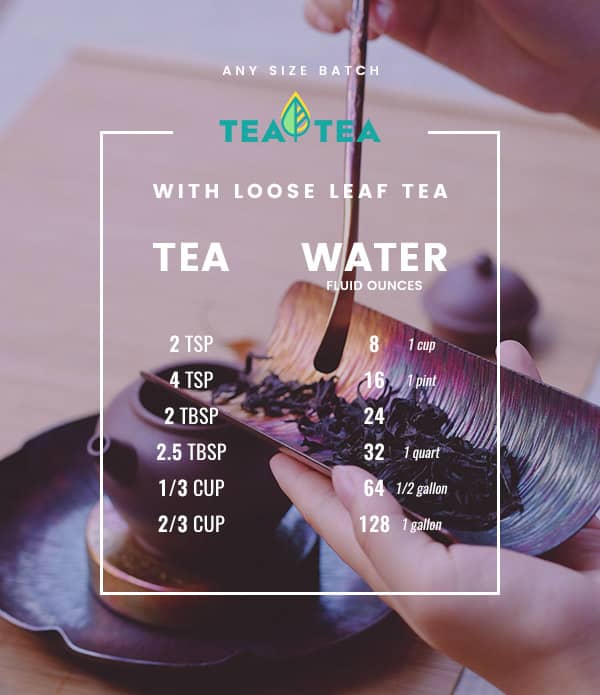 ANY SIZE BATCH
TEA TEA
WITH LOOSE LEAF TEA
TEA WATER
FLUID OUNCES
2 TSP 8 1 cup
4 TSP 16 1 pint
2 TBSP 24
2.5 TBSP 32 1 quart
1/3 CUP 64 1/2 gallon
2/3 CUP 128 1 gallon